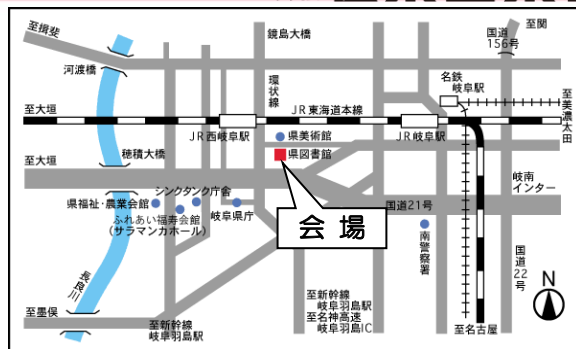 至揖斐
鏡島大橋
国道
156号
至関
河渡橋
環状線
名鉄
岐阜駅
至大垣
JR東海道本線
至美濃太田
JR西岐阜駅
県美術館
JR岐阜駅
至大垣
穂積大橋
県図書館
岐南
インター
シンクタンク庁舎
県福祉・農業会館
岐阜県庁
国道21号
ふれあい福寿会館
(サラマンカホール)
会場
南警察署
国道22号
長良川
N
至墨俣
至新幹線
岐阜羽島駅
至新幹線
岐阜羽島駅
至名神高速
岐阜羽島IC
至名古屋